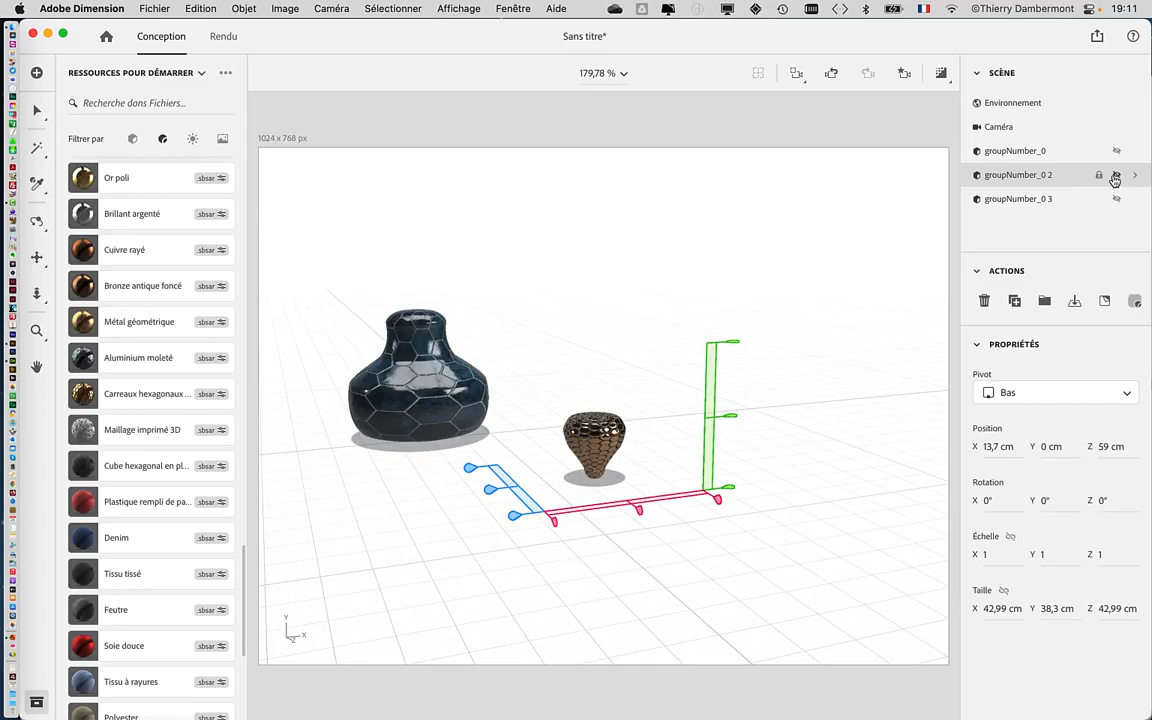 Adobe Dimension Fichier Edition Objet Image Caméra Sélectionner Affichage Fenêtre Aide ©Thierry Dambermont 19:11
Conception Rendu Sans titre*
RESSOURCES POUR DÉMARRER
179,78 %
SCÈNE
Recherche dans Fichiers...
Filtrer par
1024 x 768 px
Environnement
Caméra
groupNumber_0
groupNumber_0 2
groupNumber_0 3
Or poli .sbsar
Brillant argenté .sbsar
Cuivre rayé .sbsar
Bronze antique foncé .sbsar
Métal géométrique .sbsar
Aluminium moleté .sbsar
Carreaux hexagonaux ... .sbsar
Maillage imprimé 3D .sbsar
Cube hexagonal en pl... .sbsar
Plastique rempli de pa... .sbsar
Denim .sbsar
Tissu tissé .sbsar
Feutre .sbsar
Soie douce .sbsar
Tissu à rayures .sbsar
Polyester .sbsar
ACTIONS
PROPRIÉTÉS
Pivot
Bas
Position
X 13,7 cm Y 0 cm Z 59 cm
Rotation
X 0° Y 0° Z 0°
Échelle
X 1 Y 1 Z 1
Taille
X 42,99 cm Y 38,3 cm Z 42,99 cm
Y
X
Z